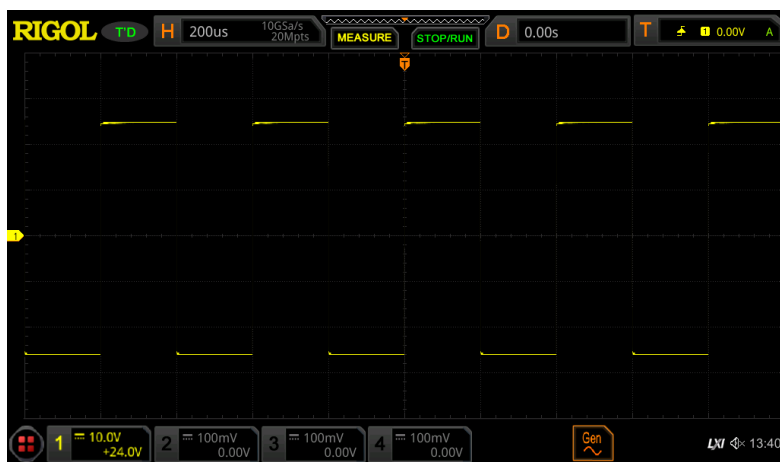 RIGOL T'D H 200us 10GSa/s 20Mpts MEASURE STOP/RUN D 0.00s T 1 0.00V A
T
1
1 10.0V +24.0V 2 100mV 0.00V 3 100mV 0.00V 4 100mV 0.00V Gen LXI 13:40